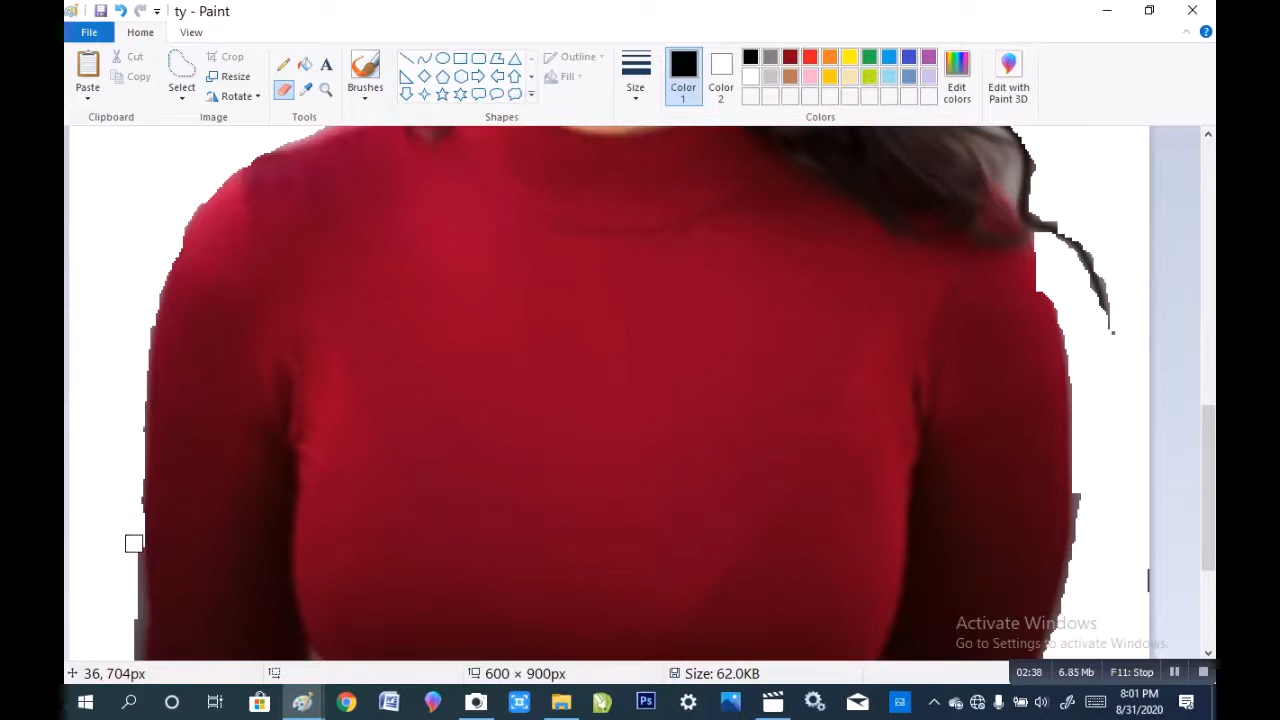 ty - Paint
File
Home
View
Paste
Cut
Copy
Clipboard
Select
Crop
Resize
Rotate
Image
A
Tools
Brushes
Outline
Fill
Shapes
Size
Color 1
Color 2
Edit colors
Colors
Edit with Paint 3D
Activate Windows
Go to Settings to activate Windows.
36, 704px
600 × 900px
Size: 62.0KB
02:38
6.85 Mb
F11: Stop
Ps
8:01 PM
8/31/2020